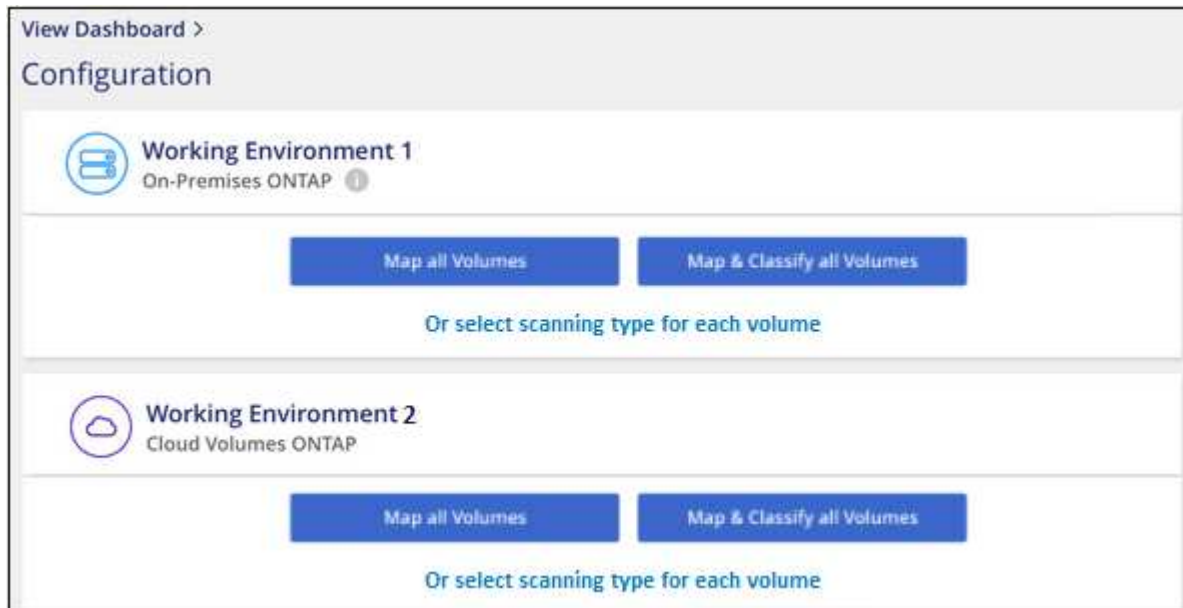 View Dashboard >
Configuration
Working Environment 1
On-Premises ONTAP i
Map all Volumes
Map & Classify all Volumes
Or select scanning type for each volume
Working Environment 2
Cloud Volumes ONTAP
Map all Volumes
Map & Classify all Volumes
Or select scanning type for each volume